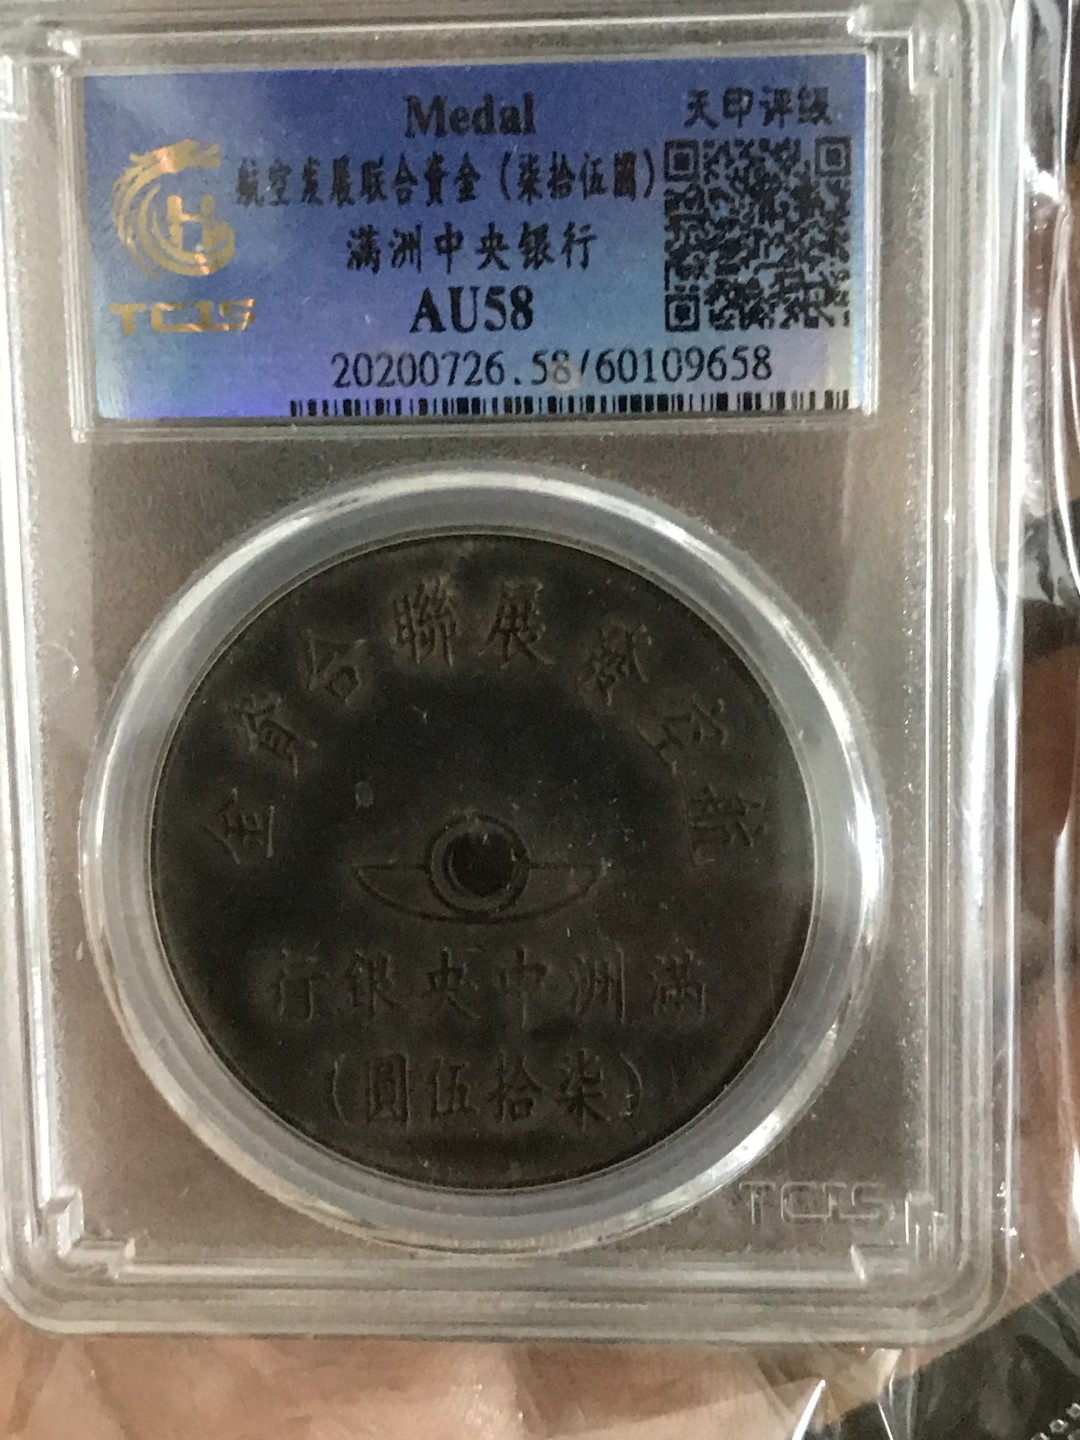 Medal
天印评级
航空发展联合資金（柒拾伍圓）
满洲中央银行
TCIS
AU58
20200726.58/60109658
金資合聯展發空航
行銀央中洲滿
(圓伍拾柒)
TCIS